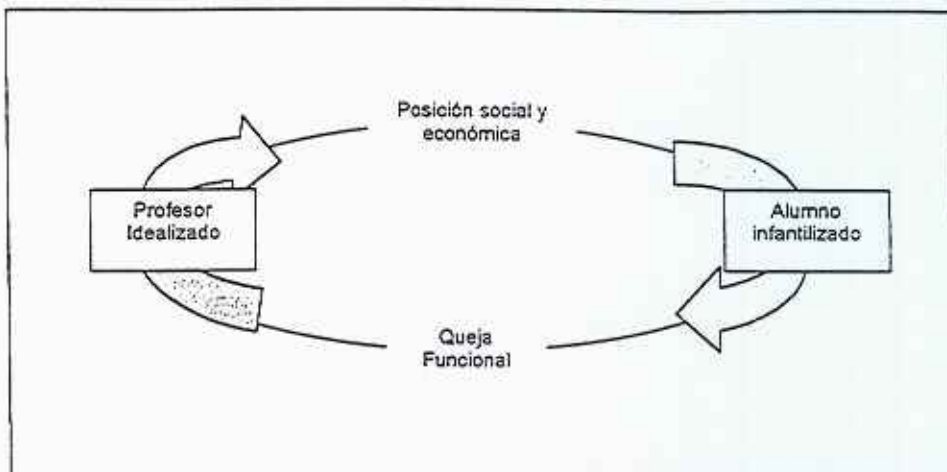 Posición social y
económica
Profesor
Idealizado
Alumno
infantilizado
Queja
Funcional